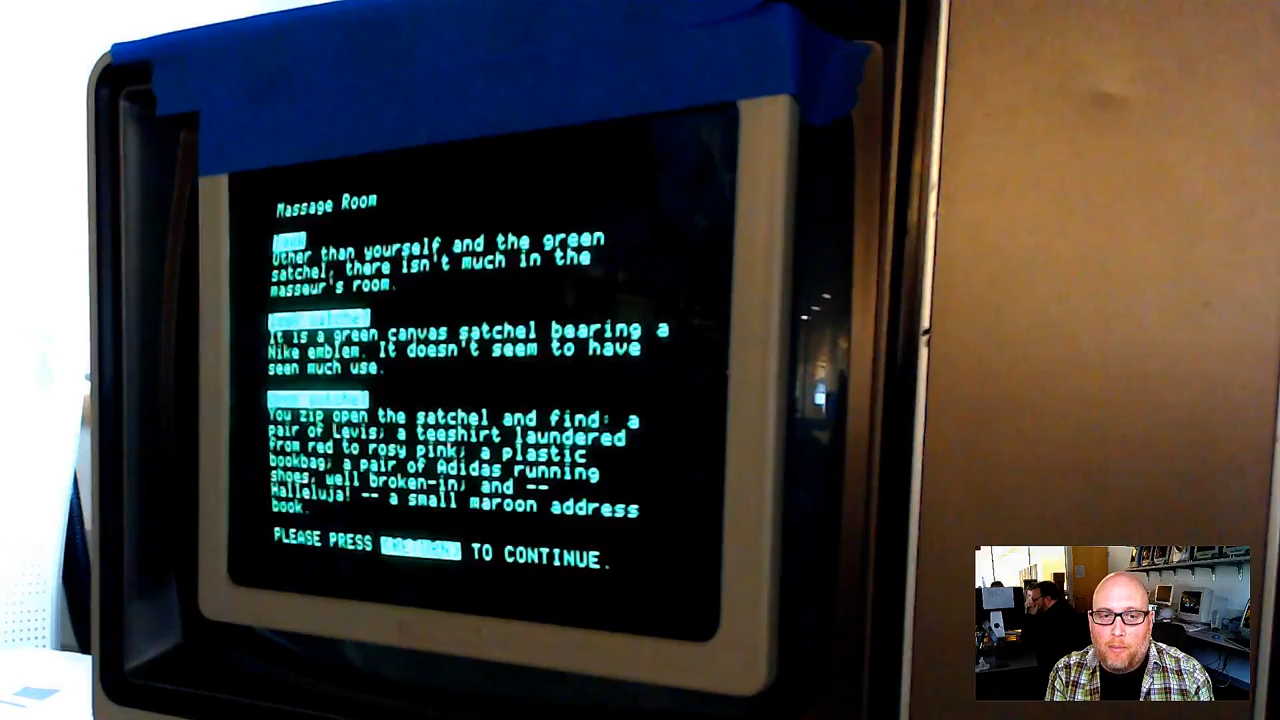 Massage Room
Look
Other than yourself and the green
satchel, there isn't much in the
masseur's room.
satchel
It is a green canvas satchel bearing a
Nike emblem. It doesn't seem to have
seen much use.
satchel
You zip open the satchel and find: a
pair of Levis; a teeshirt laundered
from red to rosy pink; a plastic
bookbag; a pair of Adidas running
shoes, well broken-in; and --
Halleluja! -- a small maroon address
book.
PLEASE PRESS TO CONTINUE.